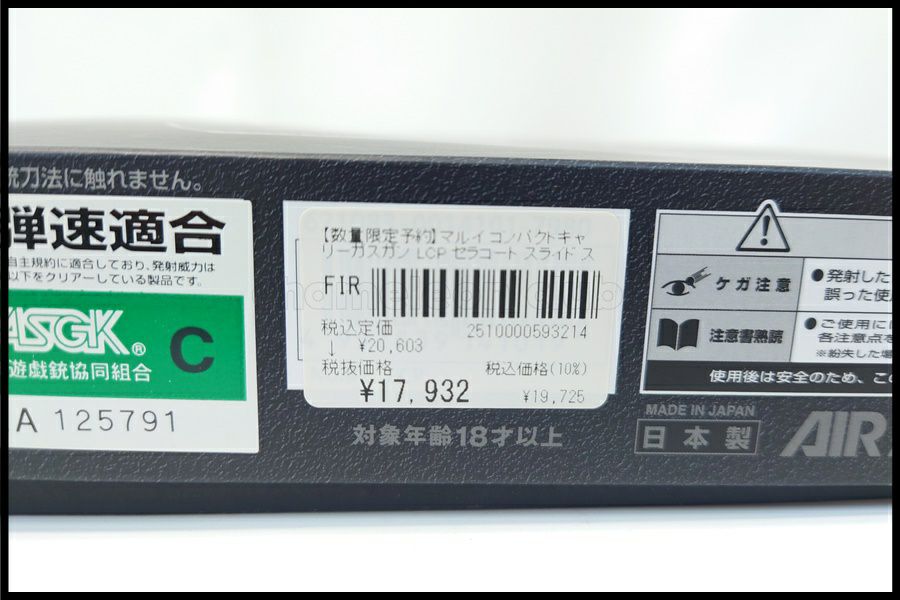 銃刀法に触れません。
弾速適合
自主規約に適合しており、発射威力は
以下をクリアーしている製品です。
ASGK® C
遊戯銃協同組合
A 125791
【数量限定予約】マルイ コンパクトキャ
リーガスガン LCP セラコート スライド ス
FIR
税込定価 2510000593214
↓ ¥20,603
税抜価格 税込価格(10%)
¥17,932 ¥19,725
対象年齢18才以上
ケガ注意
●発射した
誤った使
注意書熟読
●ご使用に
各注意点を
※紛失した場
使用後は安全のため、この
MADE IN JAPAN
日本製
AIR